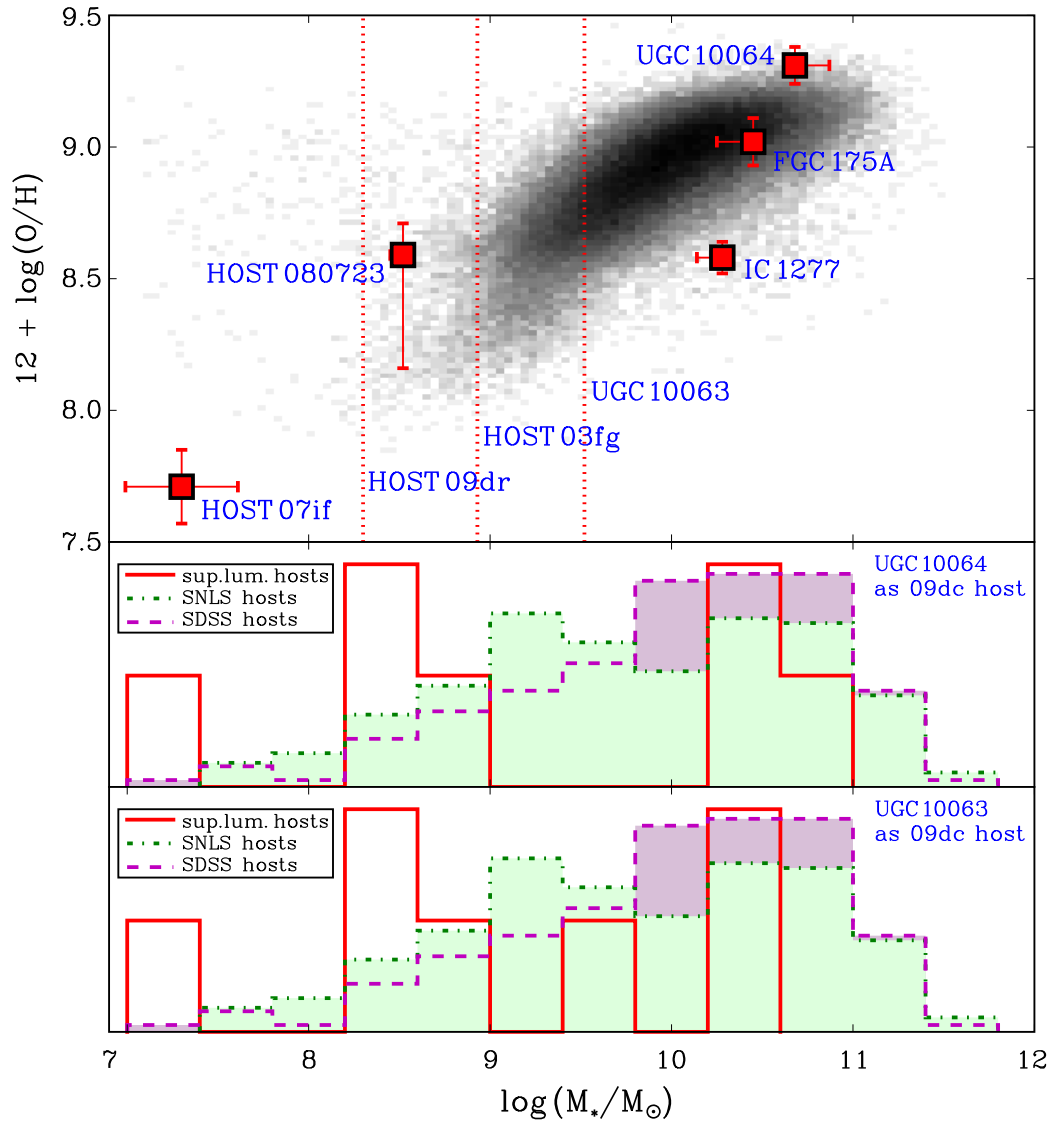 9.5
9.0
8.5
8.0
7.5
12 + log(O/H)
UGC 10064
FGC 175A
HOST 080723
IC 1277
UGC 10063
HOST 03fg
HOST 09dr
HOST 07if
sup.lum. hosts
SNLS hosts
SDSS hosts
UGC 10064
as 09dc host
sup.lum. hosts
SNLS hosts
SDSS hosts
UGC 10063
as 09dc host
7 8 9 10 11 12
log(M*/M⊙)